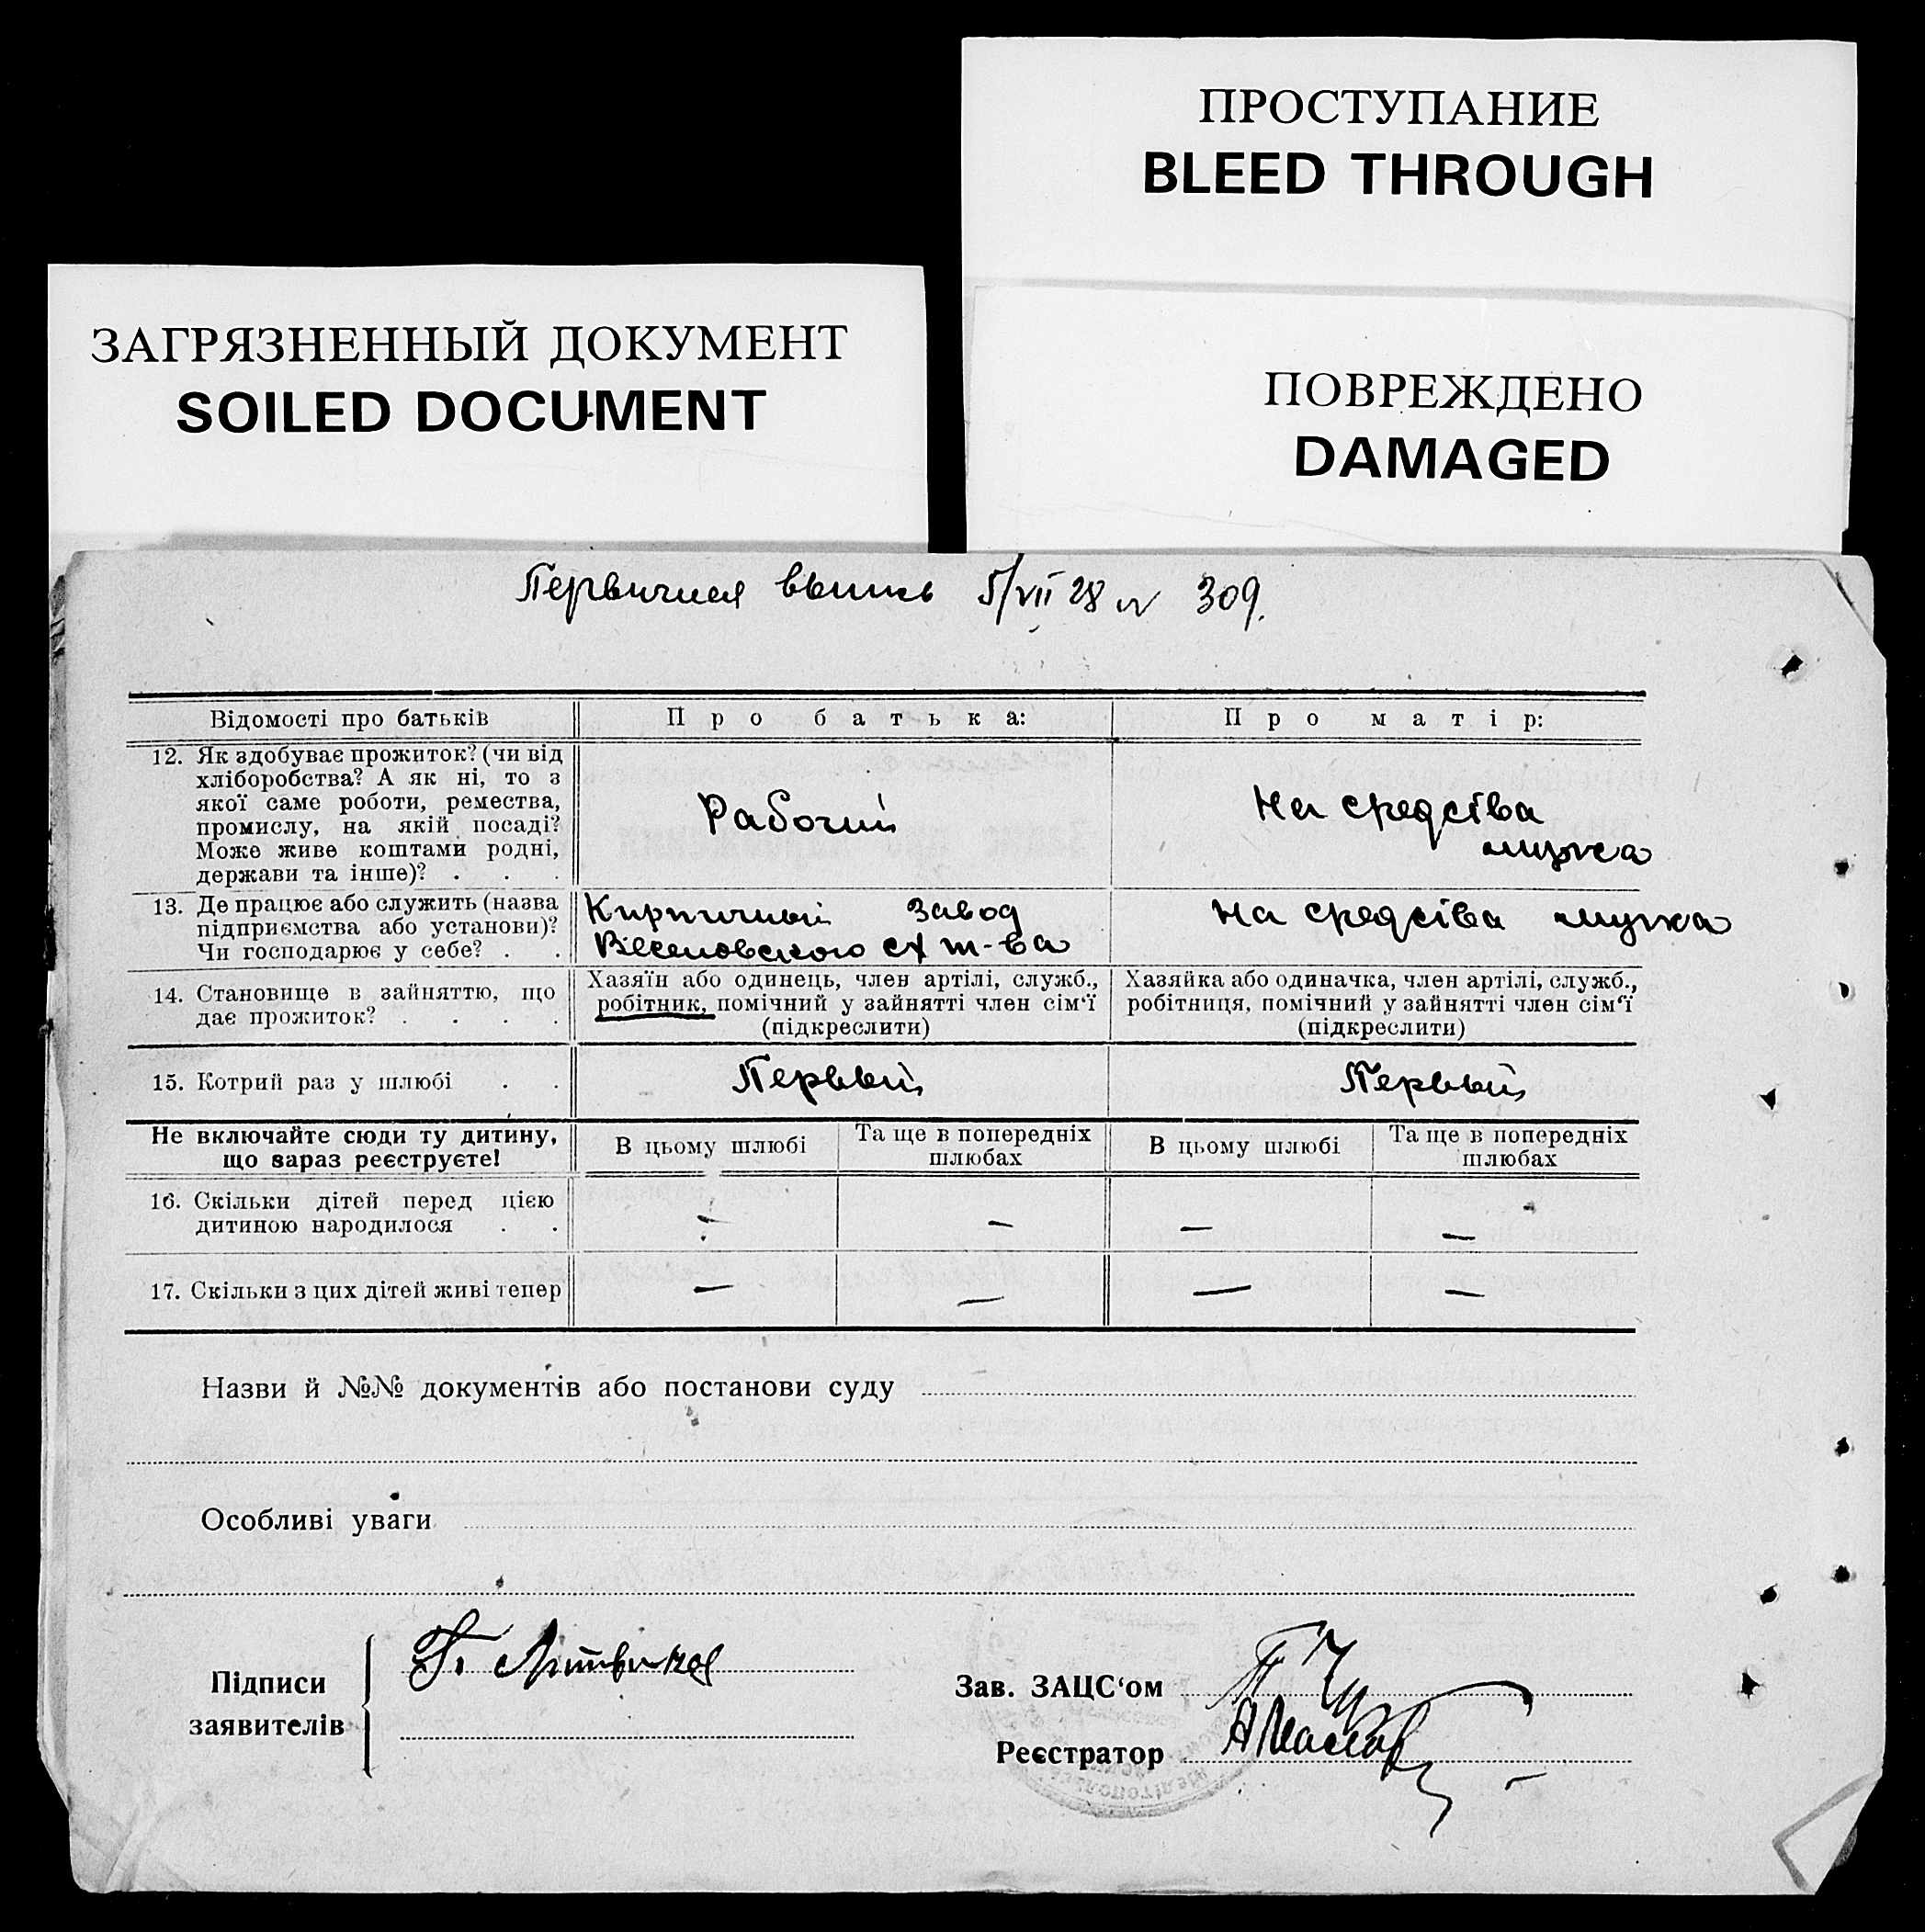 ПРОСТУПАНИЕ
BLEED THROUGH
ЗАГРЯЗНЕННЫЙ ДОКУМЕНТ
SOILED DOCUMENT
ПОВРЕЖДЕНО
DAMAGED
Первичная выпись 5/VII 28 N 309.
Відомості про батьків
Про батька:
Про матір:
12. Як здобуває прожиток? (чи від
хліборобства? А як ні, то з
якої саме роботи, ремества,
промислу, на якій посаді?
Може живе коштами родні,
держави та інше)? . . .
Рабочий
На средства
мужа
13. Де працює або служить (назва
підприємства або установи)?
Чи господарює у себе? . .
Кирпичный завод
Веселовского сх т-ва
На средства мужа
14. Становище в зайняттю, що
дає прожиток? . . . .
Хазяїн або одинець, член артілі, служб.,
робітник, помічний у зайнятті член сім‘ї
(підкреслити)
Хазяйка або одиначка, член артілі, служб.,
робітниця, помічний у зайнятті член сім‘ї
(підкреслити)
15. Котрий раз у шлюбі . .
Первый
Первый
Не включайте сюди ту дитину,
що зараз реєструєте!
В цьому шлюбі
Та ще в попередніх
шлюбах
В цьому шлюбі
Та ще в попередніх
шлюбах
16. Скільки дітей перед цією
дитиною народилося . .
— — — —
17. Скільки з цих дітей живі тепер
— — — —
Назви й №№ документів або постанови суду
Особливі уваги
Підписи
заявителів
Зав. ЗАЦС‘ом
Реєстратор